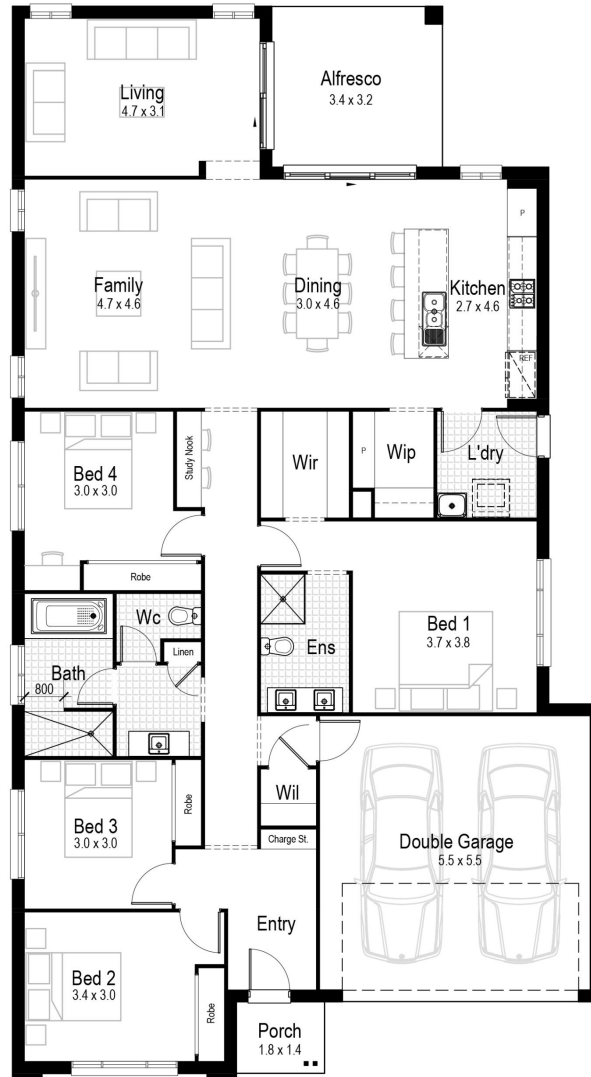 Living
4.7 x 3.1
Alfresco
3.4 x 3.2
Family
4.7 x 4.6
Dining
3.0 x 4.6
Kitchen
2.7 x 4.6
P
REF
Bed 4
3.0 x 3.0
Study Nook
Wir
P
Wip
L'dry
Robe
Wc
Linen
Bath
800
Ens
Bed 1
3.7 x 3.8
Wil
Bed 3
3.0 x 3.0
Robe
Charge St.
Double Garage
5.5 x 5.5
Entry
Bed 2
3.4 x 3.0
Robe
Porch
1.8 x 1.4